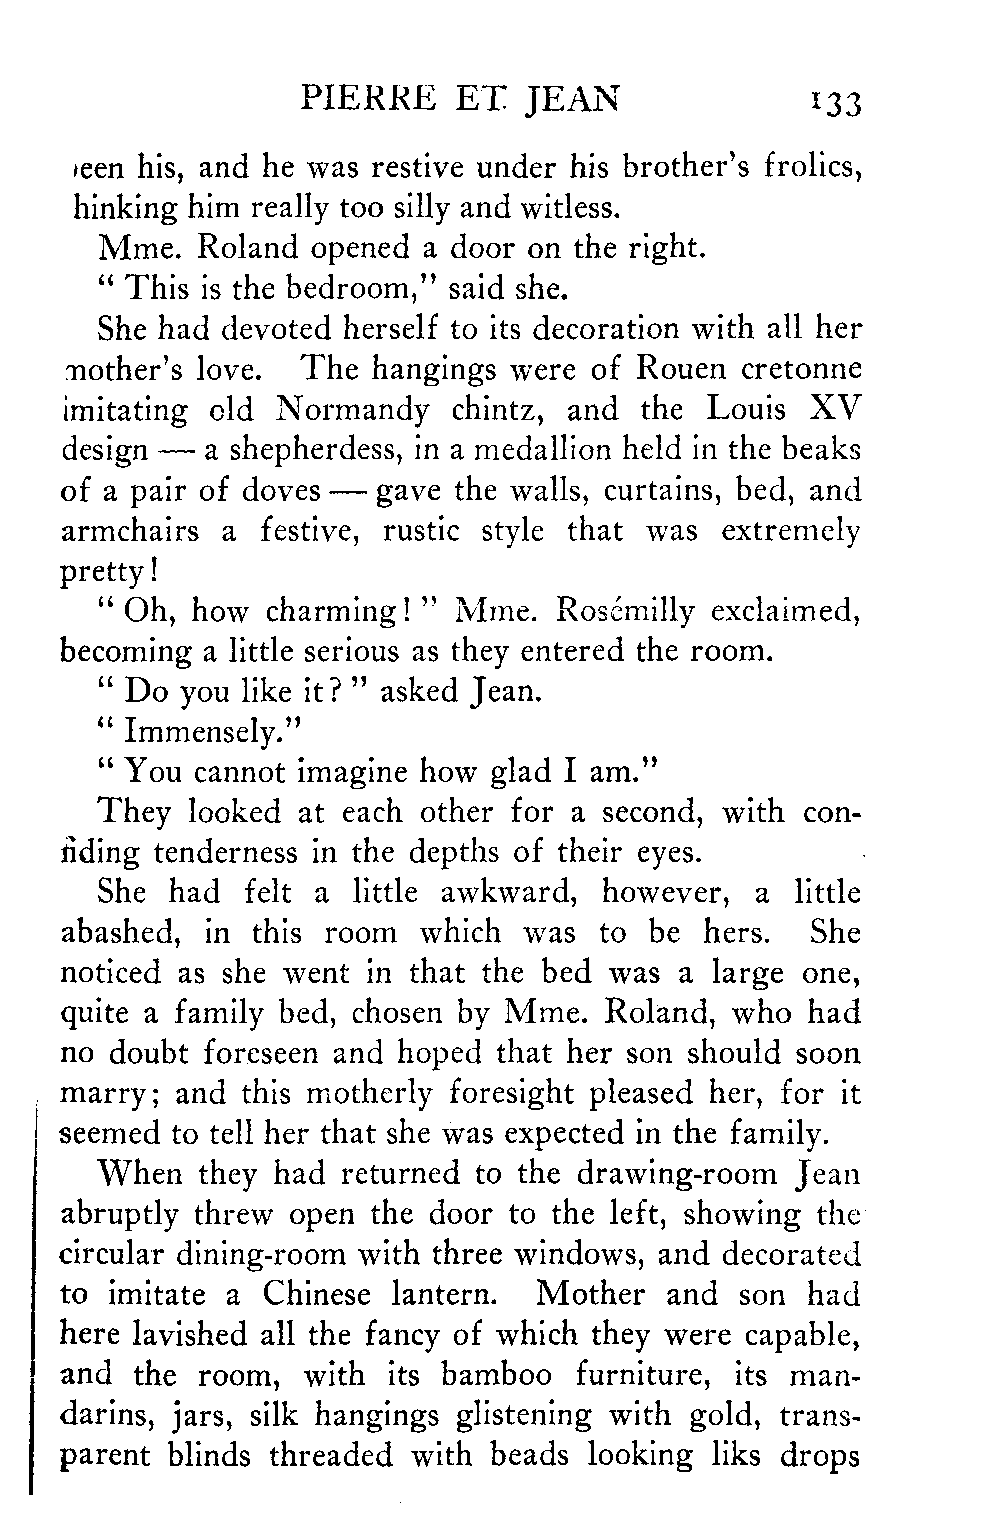 PIERRE ET JEAN 133
een his, and he was restive under his brother's frolics,
hinking him really too silly and witless.
Mme. Roland opened a door on the right.
" This is the bedroom," said she.
She had devoted herself to its decoration with all her
mother's love. The hangings were of Rouen cretonne
imitating old Normandy chintz, and the Louis XV
design — a shepherdess, in a medallion held in the beaks
of a pair of doves — gave the walls, curtains, bed, and
armchairs a festive, rustic style that was extremely
pretty!
" Oh, how charming! " Mme. Rosémilly exclaimed,
becoming a little serious as they entered the room.
" Do you like it? " asked Jean.
" Immensely."
" You cannot imagine how glad I am."
They looked at each other for a second, with con-
fiding tenderness in the depths of their eyes.
She had felt a little awkward, however, a little
abashed, in this room which was to be hers. She
noticed as she went in that the bed was a large one,
quite a family bed, chosen by Mme. Roland, who had
no doubt foreseen and hoped that her son should soon
marry; and this motherly foresight pleased her, for it
seemed to tell her that she was expected in the family.
When they had returned to the drawing-room Jean
abruptly threw open the door to the left, showing the
circular dining-room with three windows, and decorated
to imitate a Chinese lantern. Mother and son had
here lavished all the fancy of which they were capable,
and the room, with its bamboo furniture, its man-
darins, jars, silk hangings glistening with gold, trans-
parent blinds threaded with beads looking liks drops